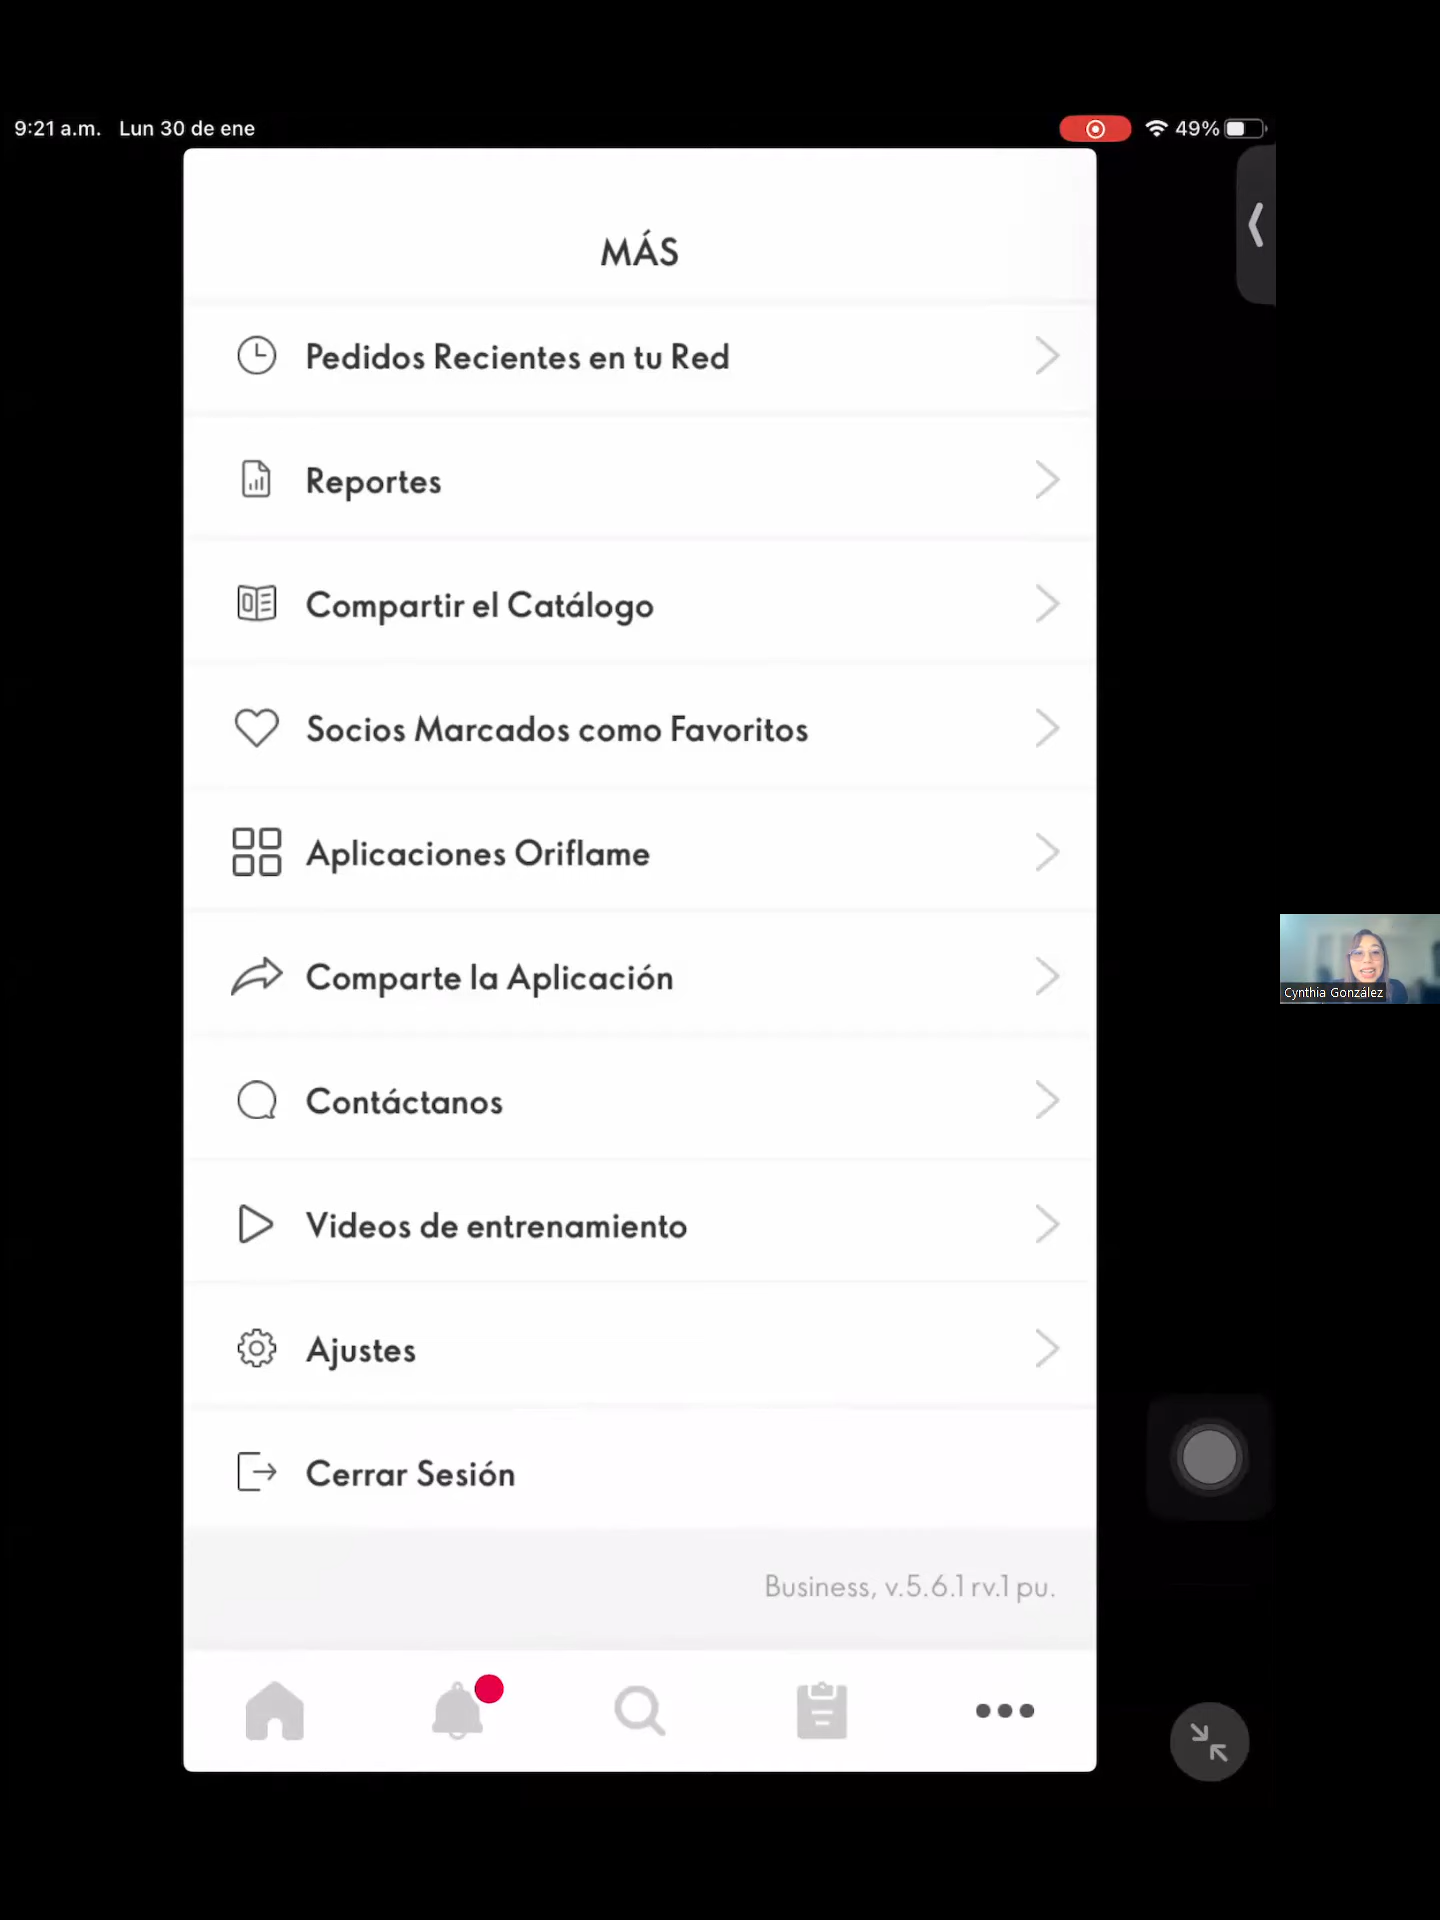 9:21 a.m. Lun 30 de ene
49%
MÁS
Pedidos Recientes en tu Red
Reportes
Compartir el Catálogo
Socios Marcados como Favoritos
Aplicaciones Oriflame
Comparte la Aplicación
Cynthia González
Contáctanos
Videos de entrenamiento
Ajustes
Cerrar Sesión
Business, v.5.6.1 rv.1 pu.